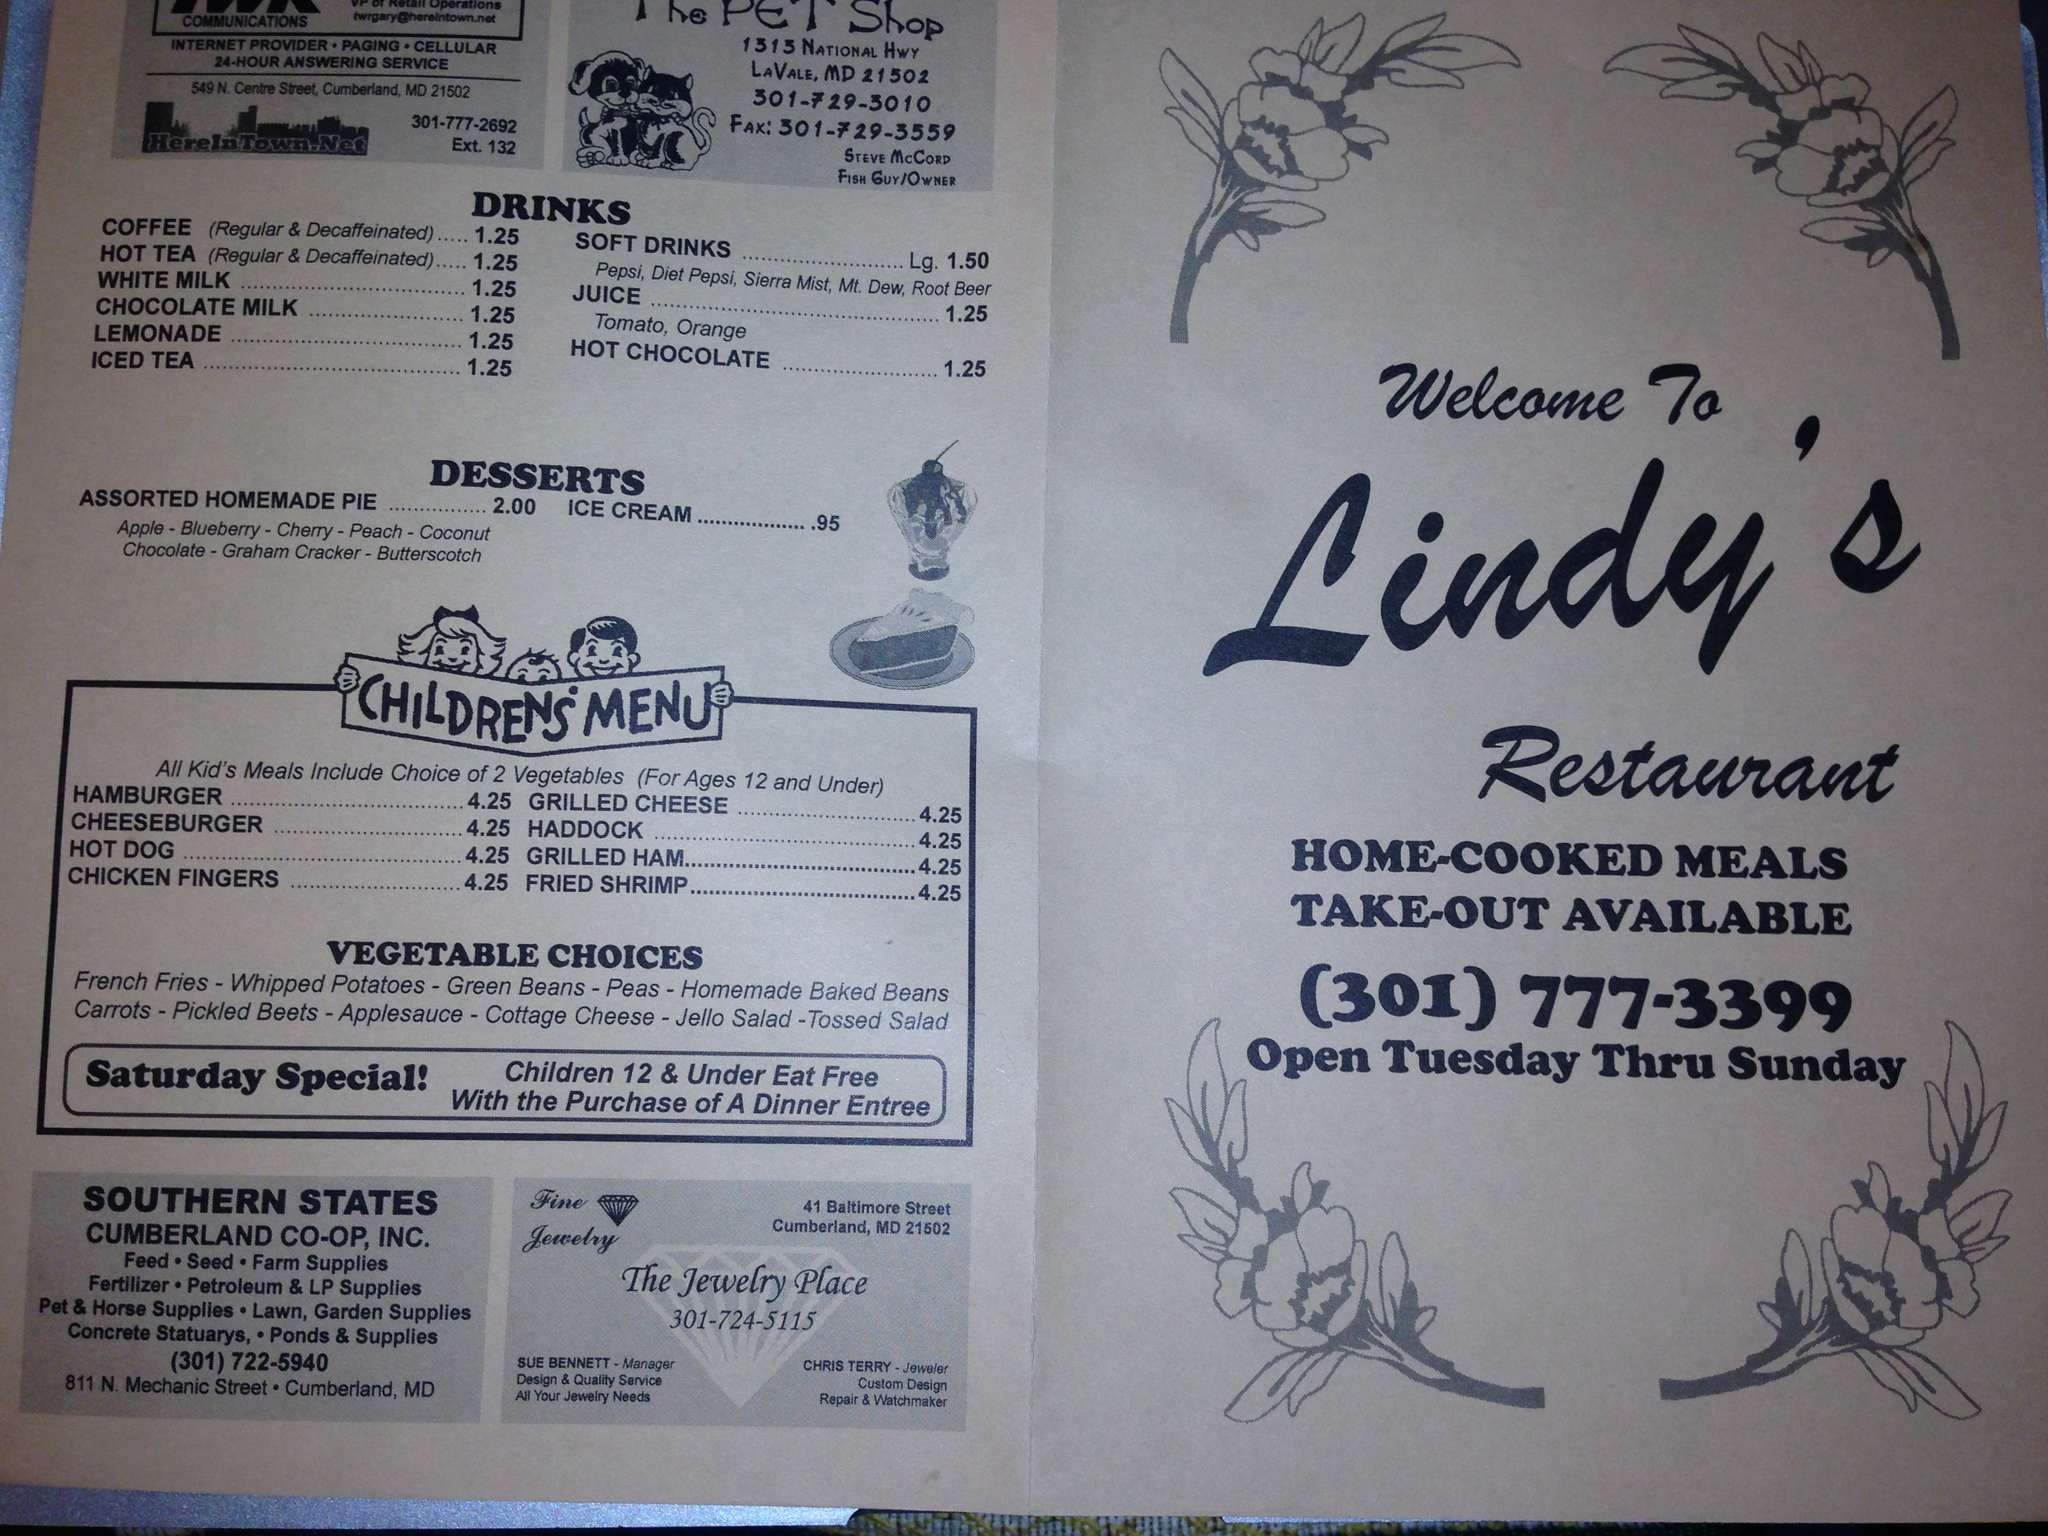 COMMUNICATIONS
VP of Retail Operations
twrgary@hereintown.net
INTERNET PROVIDER • PAGING • CELLULAR
24-HOUR ANSWERING SERVICE
549 N. Centre Street, Cumberland, MD 21502
HereInTown.Net
301-777-2692
Ext. 132
The PET Shop
1313 National Hwy
LaVale, MD 21502
301-729-3010
Fax: 301-729-3559
Steve McCord
Fish Guy/Owner
DRINKS
COFFEE (Regular & Decaffeinated) ..... 1.25
HOT TEA (Regular & Decaffeinated) ..... 1.25
WHITE MILK ..... 1.25
CHOCOLATE MILK ..... 1.25
LEMONADE ..... 1.25
ICED TEA ..... 1.25
SOFT DRINKS ..... Lg. 1.50
Pepsi, Diet Pepsi, Sierra Mist, Mt. Dew, Root Beer
JUICE ..... 1.25
Tomato, Orange
HOT CHOCOLATE ..... 1.25
DESSERTS
ASSORTED HOMEMADE PIE ..... 2.00
Apple - Blueberry - Cherry - Peach - Coconut
Chocolate - Graham Cracker - Butterscotch
ICE CREAM ..... .95
CHILDRENS' MENU
All Kid's Meals Include Choice of 2 Vegetables (For Ages 12 and Under)
HAMBURGER ..... 4.25
CHEESEBURGER ..... 4.25
HOT DOG ..... 4.25
CHICKEN FINGERS ..... 4.25
GRILLED CHEESE ..... 4.25
HADDOCK ..... 4.25
GRILLED HAM ..... 4.25
FRIED SHRIMP ..... 4.25
VEGETABLE CHOICES
French Fries - Whipped Potatoes - Green Beans - Peas - Homemade Baked Beans
Carrots - Pickled Beets - Applesauce - Cottage Cheese - Jello Salad -Tossed Salad
Saturday Special!
Children 12 & Under Eat Free
With the Purchase of A Dinner Entree
SOUTHERN STATES
CUMBERLAND CO-OP, INC.
Feed • Seed • Farm Supplies
Fertilizer • Petroleum & LP Supplies
Pet & Horse Supplies • Lawn, Garden Supplies
Concrete Statuarys, • Ponds & Supplies
(301) 722-5940
811 N. Mechanic Street • Cumberland, MD
Fine
Jewelry
41 Baltimore Street
Cumberland, MD 21502
The Jewelry Place
301-724-5115
SUE BENNETT - Manager
Design & Quality Service
All Your Jewelry Needs
CHRIS TERRY - Jeweler
Custom Design
Repair & Watchmaker
Welcome To
Lindy's
Restaurant
HOME-COOKED MEALS
TAKE-OUT AVAILABLE
(301) 777-3399
Open Tuesday Thru Sunday